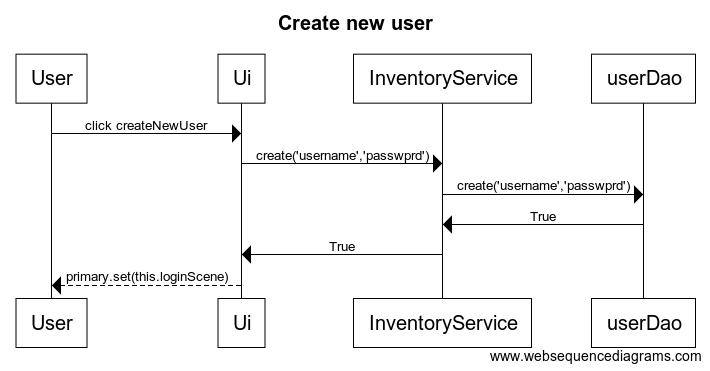 Create new user
User Ui InventoryService userDao
click createNewUser
create('username','passwprd')
create('username','passwprd')
True
True
primary.set(this.loginScene)
User Ui InventoryService userDao
www.websequencediagrams.com